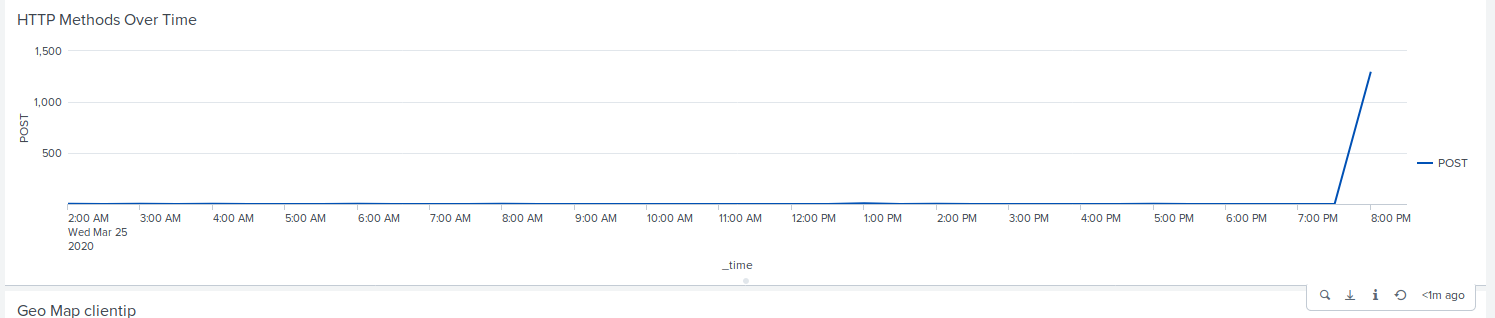 HTTP Methods Over Time
1,500
1,000
500
POST
POST
2:00 AM 3:00 AM 4:00 AM 5:00 AM 6:00 AM 7:00 AM 8:00 AM 9:00 AM 10:00 AM 11:00 AM 12:00 PM 1:00 PM 2:00 PM 3:00 PM 4:00 PM 5:00 PM 6:00 PM 7:00 PM 8:00 PM
Wed Mar 25
2020
_time
<1m ago
Geo Map clientip